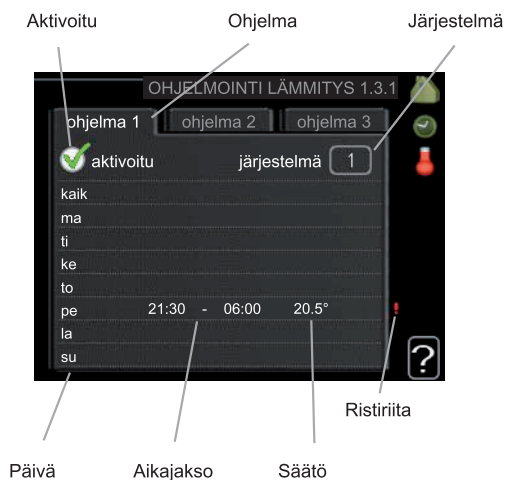 Aktivoitu Ohjelma Järjestelmä
OHJELMOINTI LÄMMITYS 1.3.1
ohjelma 1 ohjelma 2 ohjelma 3
aktivoitu järjestelmä 1
kaik
ma
ti
ke
to
pe 21:30 - 06:00 20.5°
la
su
?
Ristiriita
Päivä Aikajakso Säätö